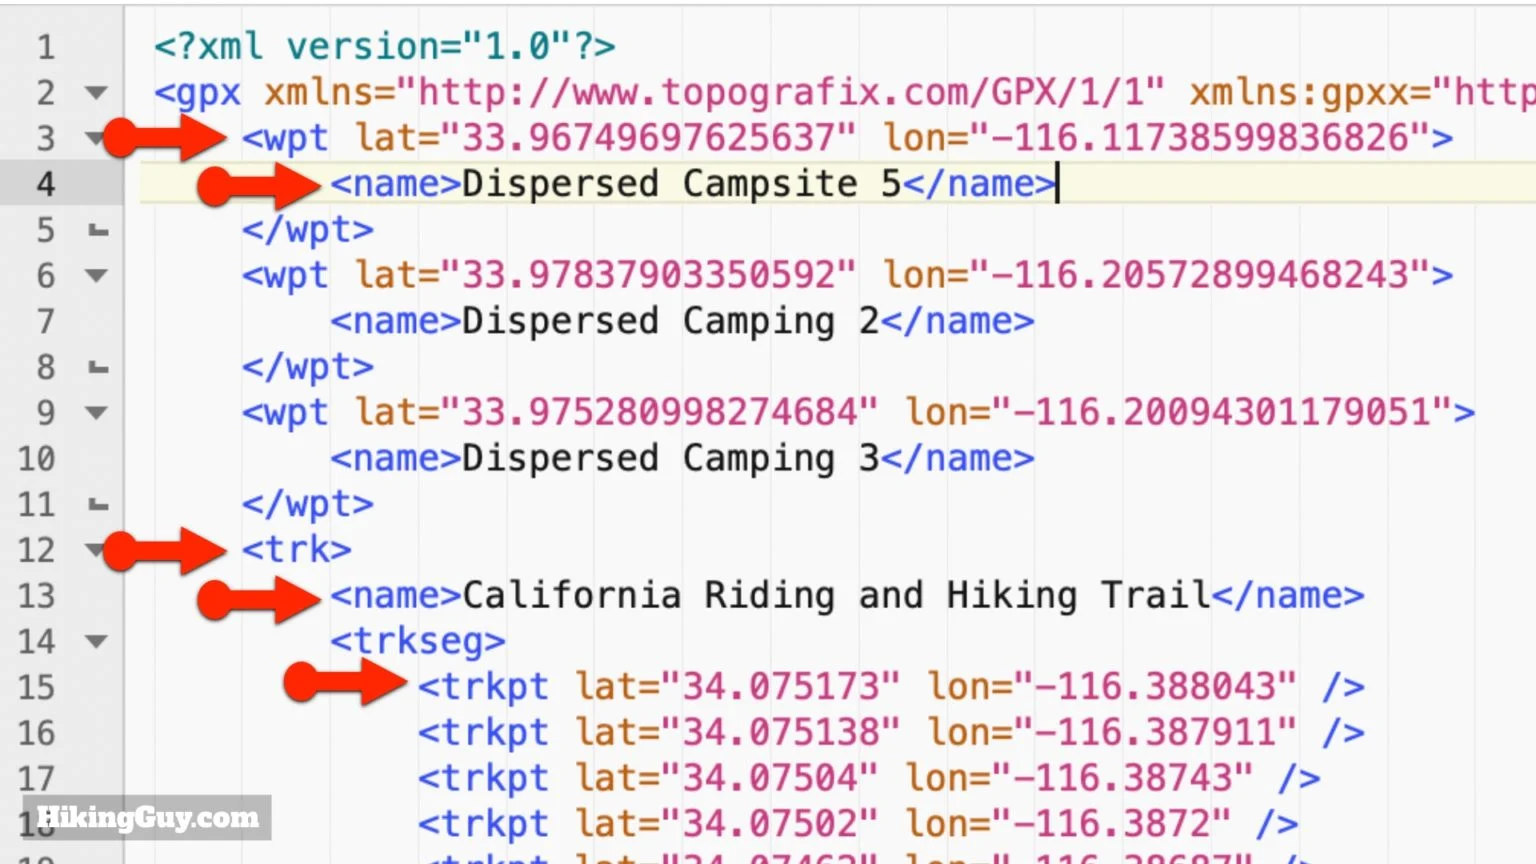 1 <?xml version="1.0"?>
2 <gpx xmlns="http://www.topografix.com/GPX/1/1" xmlns:gpxx="http
3 <wpt lat="33.96749697625637" lon="-116.11738599836826">
4 <name>Dispersed Campsite 5</name>
5 </wpt>
6 <wpt lat="33.97837903350592" lon="-116.20572899468243">
7 <name>Dispersed Camping 2</name>
8 </wpt>
9 <wpt lat="33.975280998274684" lon="-116.20094301179051">
10 <name>Dispersed Camping 3</name>
11 </wpt>
12 <trk>
13 <name>California Riding and Hiking Trail</name>
14 <trkseg>
15 <trkpt lat="34.075173" lon="-116.388043" />
16 <trkpt lat="34.075138" lon="-116.387911" />
17 <trkpt lat="34.07504" lon="-116.38743" />
18 <trkpt lat="34.07502" lon="-116.3872" />
HikingGuy.com